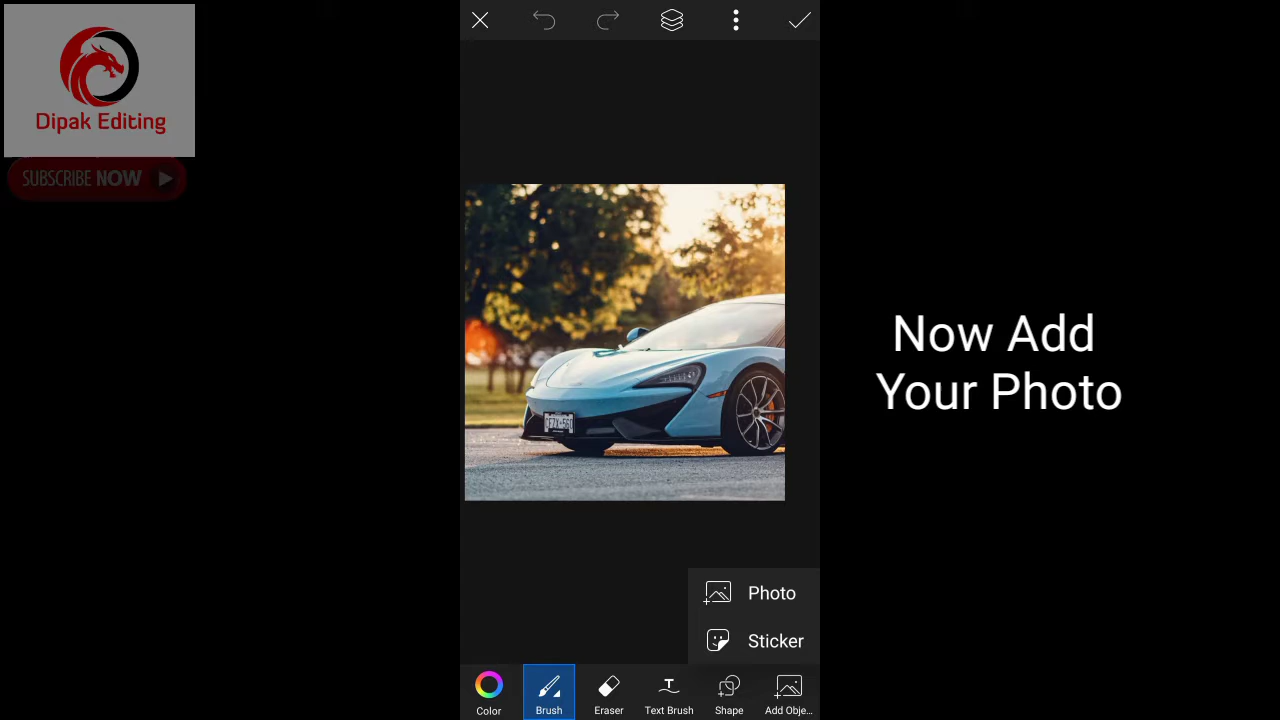 Dipak Editing
SUBSCRIBE NOW
Now Add
Your Photo
Photo
Sticker
Color
Brush
Eraser
Text Brush
Shape
Add Obje...